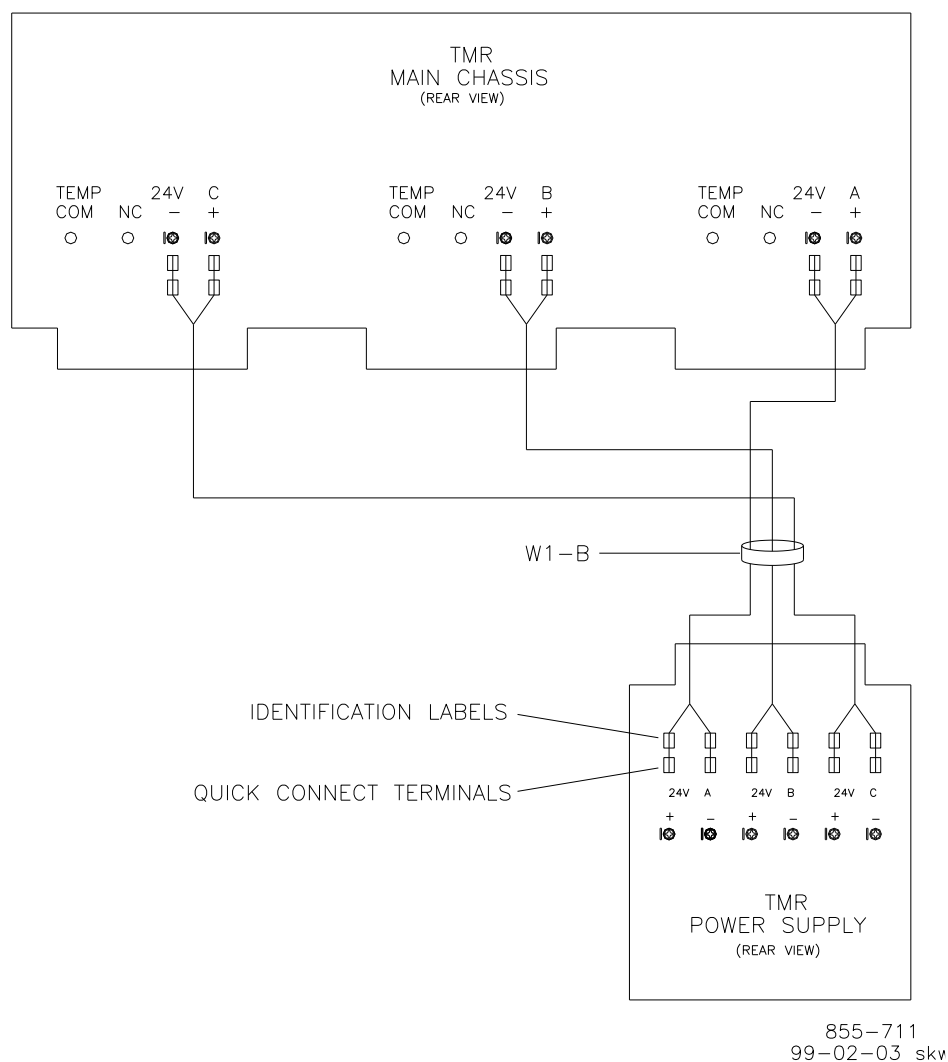 TMR
MAIN CHASSIS
(REAR VIEW)
TEMP 24V C TEMP 24V B TEMP 24V A
COM NC − + COM NC − + COM NC − +
W1−B
IDENTIFICATION LABELS
QUICK CONNECT TERMINALS
24V A 24V B 24V C
+ − + − + −
TMR
POWER SUPPLY
(REAR VIEW)
855−711
99−02−03 skw